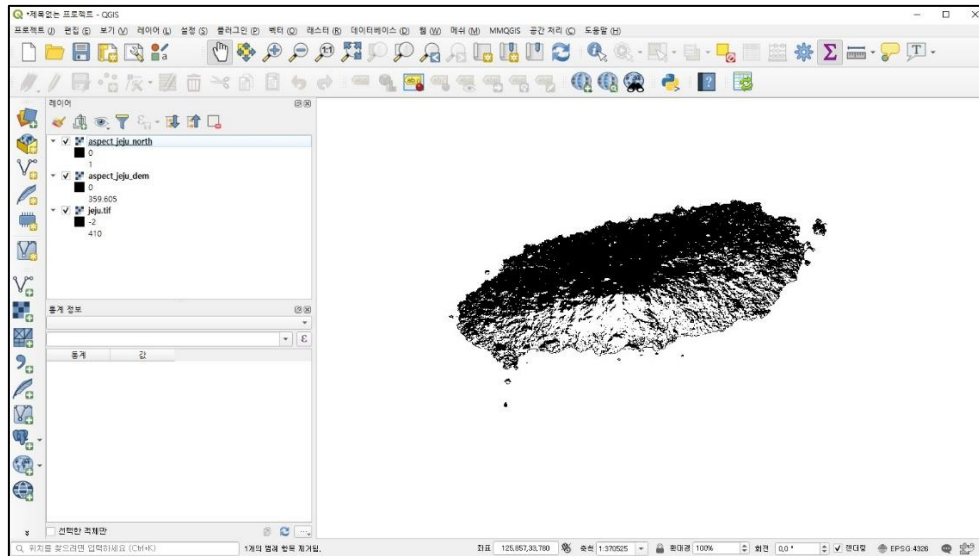 *제목없는 프로젝트 - QGIS
프로젝트 (J) 편집 (E) 보기 (V) 레이어 (L) 설정 (S) 플러그인 (P) 벡터 (O) 래스터 (R) 데이터베이스 (D) 웹 (W) 메쉬 (M) MMQGIS 공간 처리 (C) 도움말 (H)
레이어
aspect_jeju_north
0
1
aspect_jeju_dem
0
359.605
jeju.tif
-2
410
통계 정보
통계 값
선택한 객체만
위치를 찾으려면 입력하세요 (Ctrl+K) 1개의 범례 항목 제거됨. 좌표 125.857,33.780 축척 1:370525 확대경 100% 회전 0.0° 렌더링 EPSG:4326